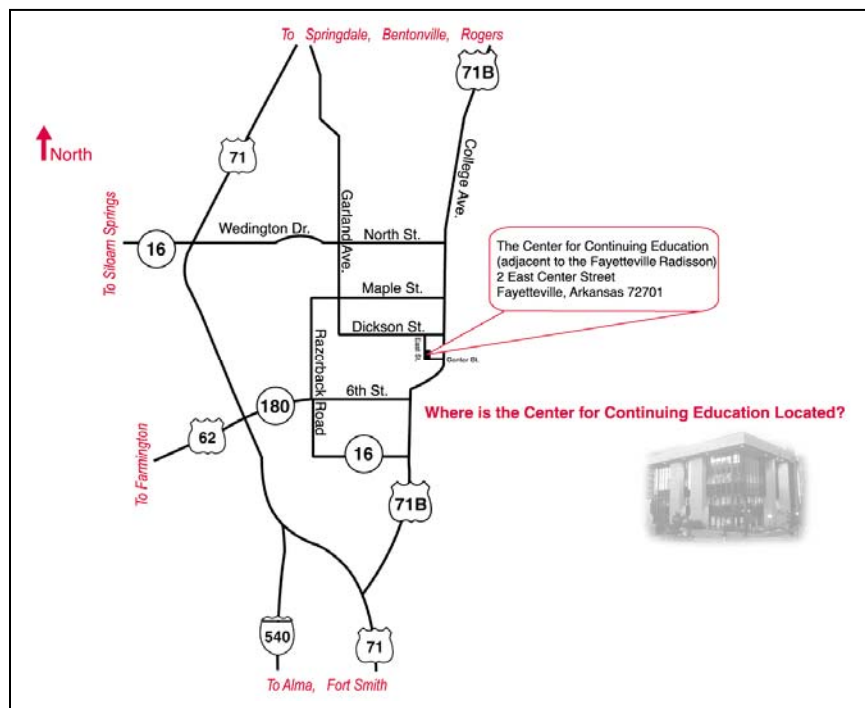 To Springdale, Bentonville, Rogers
71B
71
North
College Ave.
Garland Ave.
To Siloam Springs
16
Wedington Dr.
North St.
The Center for Continuing Education
(adjacent to the Fayetteville Radisson)
2 East Center Street
Fayetteville, Arkansas 72701
Maple St.
Dickson St.
East St.
Center St.
Razorback Road
180
6th St.
Where is the Center for Continuing Education Located?
62
To Farmington
16
71B
540
71
To Alma, Fort Smith